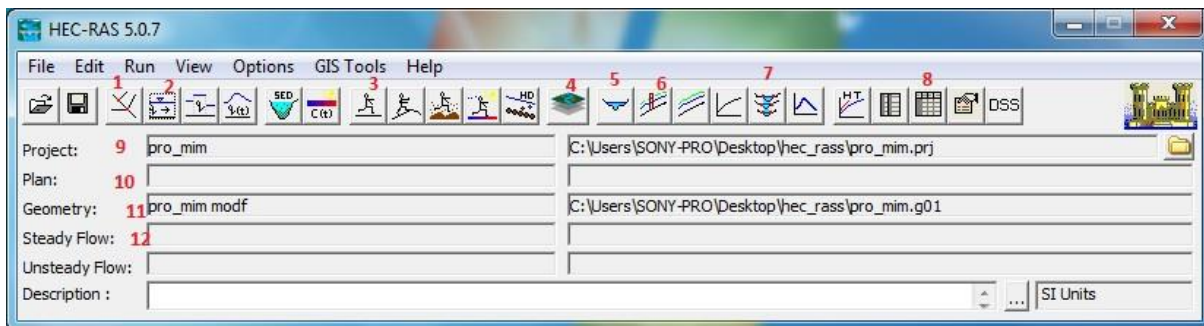 HEC-RAS 5.0.7
File Edit Run View Options GIS Tools Help
1 2 3 4 5 6 7 8
SED C(t) HD HT DSS
Project: 9 pro_mim C:\Users\SONY-PRO\Desktop\hec_rass\pro_mim.prj
Plan: 10
Geometry: 11 pro_mim modf C:\Users\SONY-PRO\Desktop\hec_rass\pro_mim.g01
Steady Flow: 12
Unsteady Flow:
Description : ... SI Units